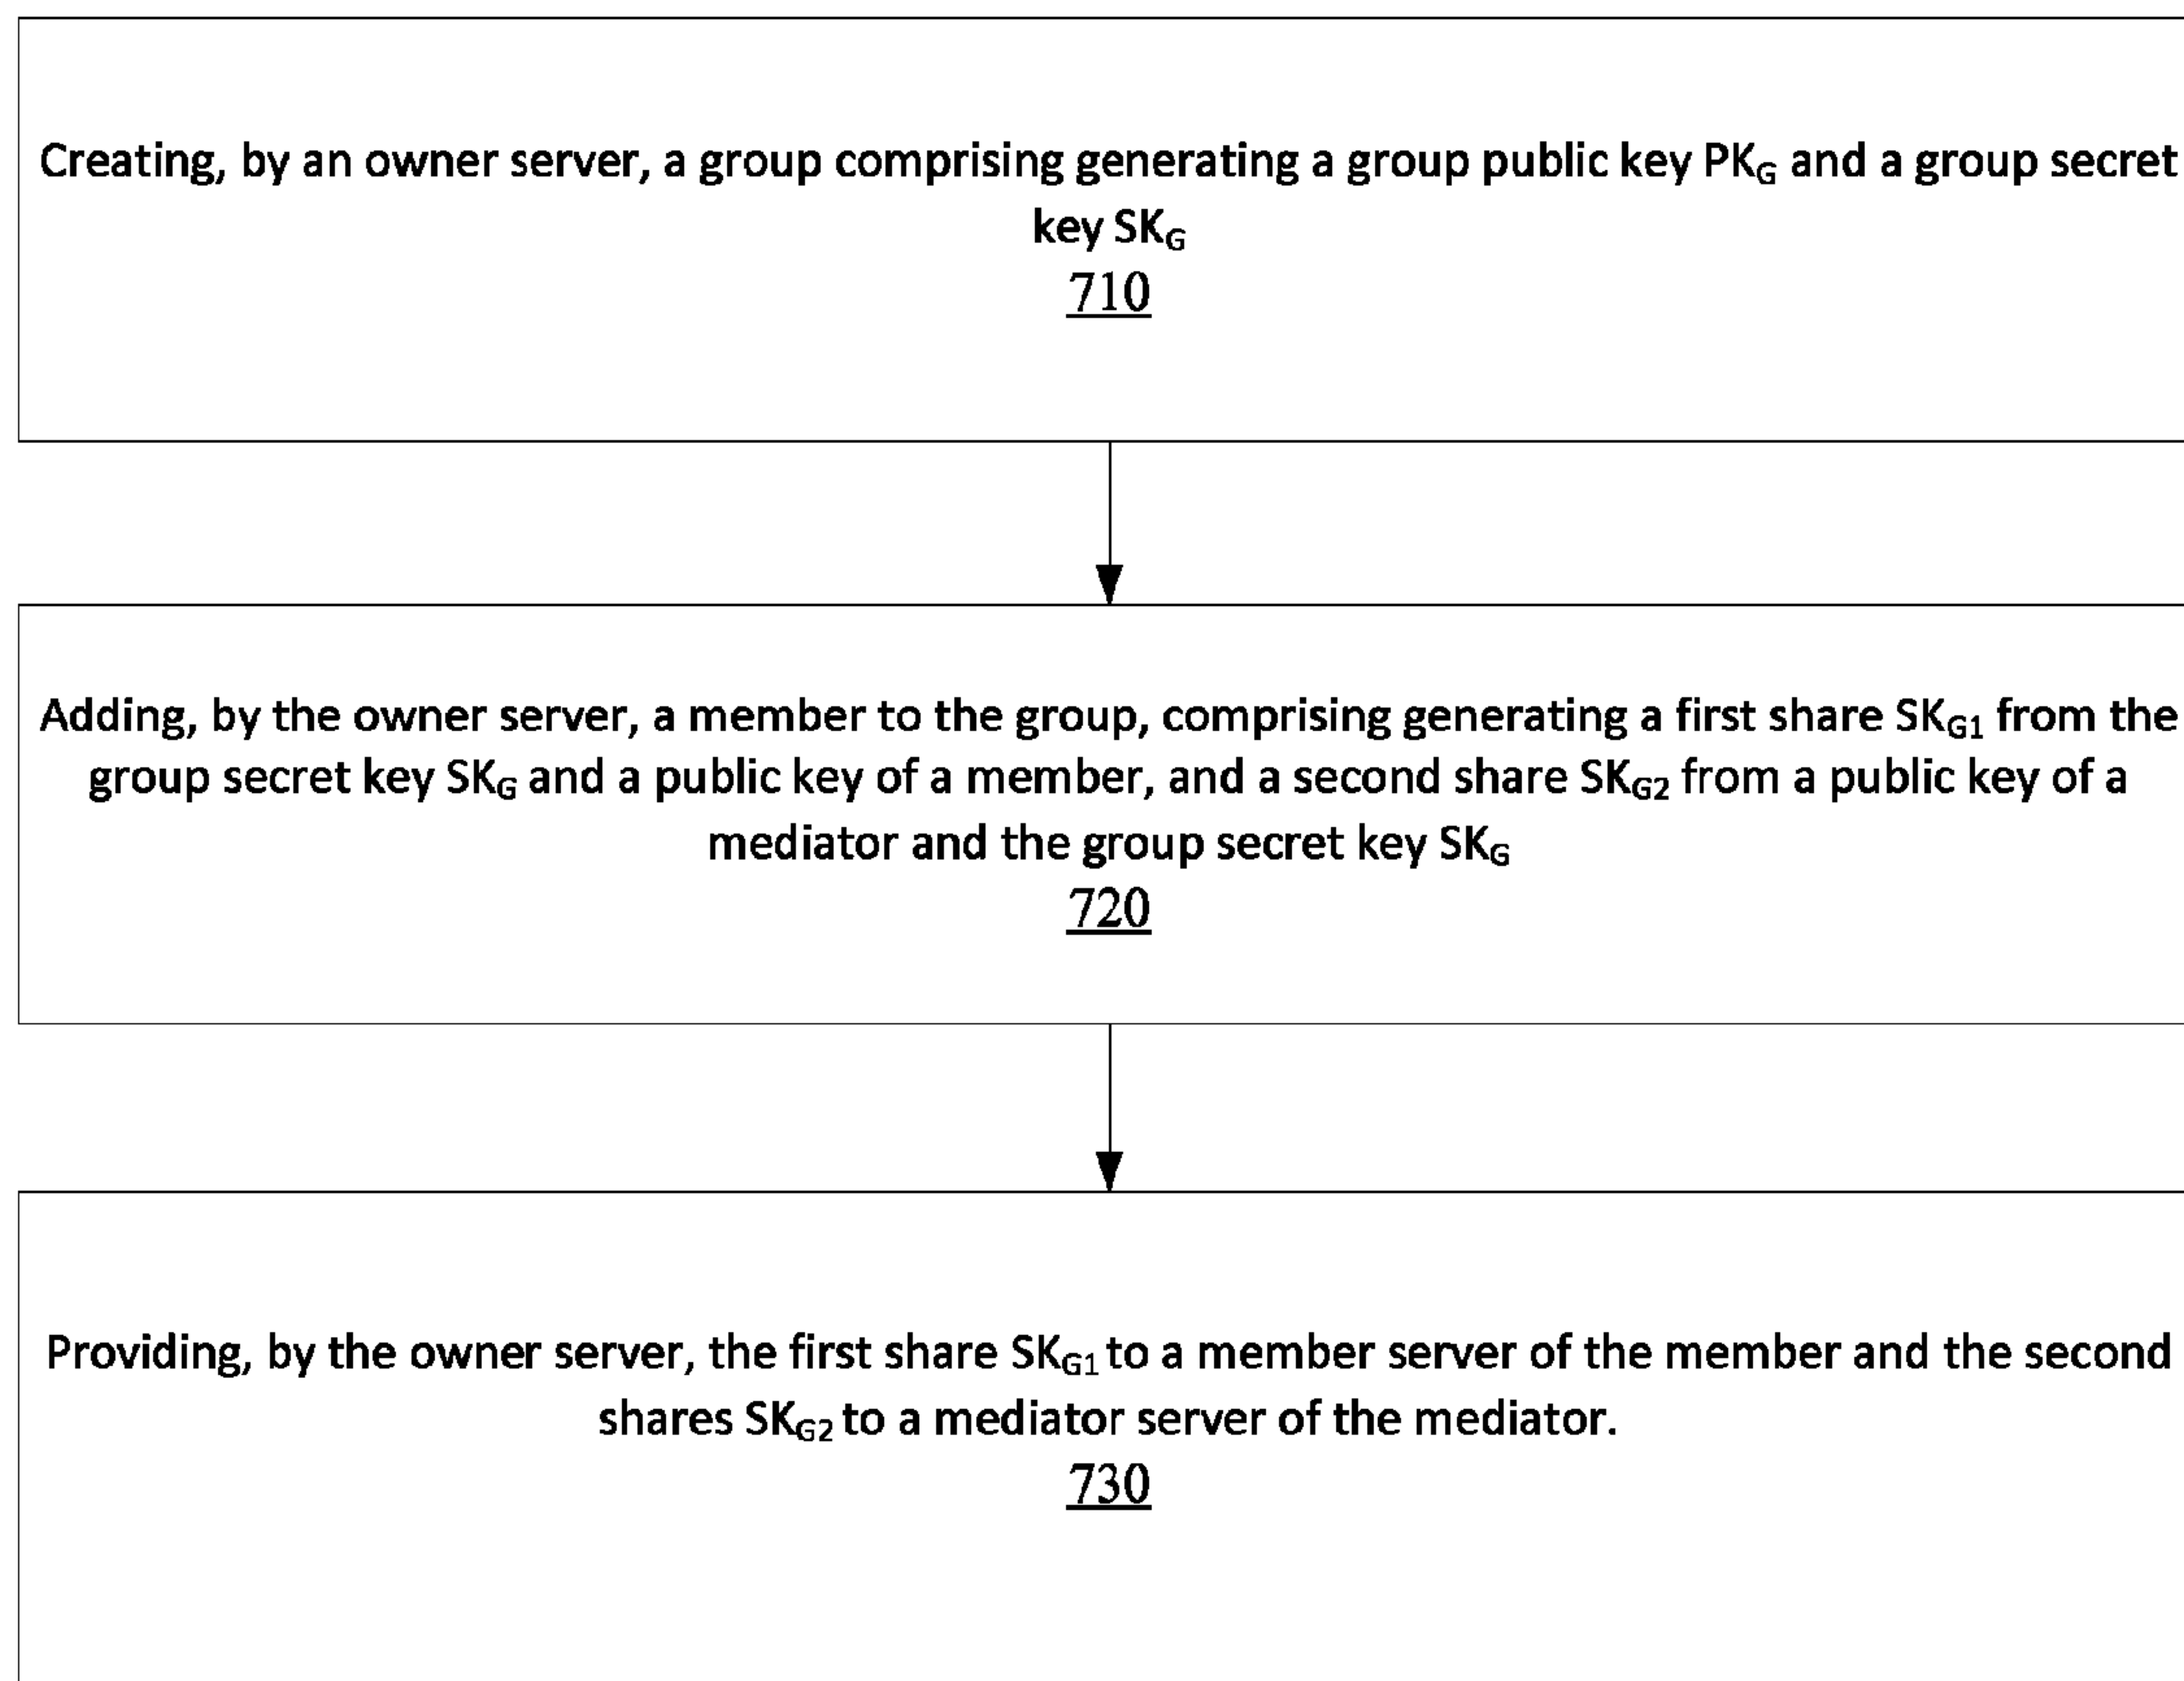 Creating, by an owner server, a group comprising generating a group public key PKG and a group secret
key SKG
710
Adding, by the owner server, a member to the group, comprising generating a first share SKG1 from the
group secret key SKG and a public key of a member, and a second share SKG2 from a public key of a
mediator and the group secret key SKG
720
Providing, by the owner server, the first share SKG1 to a member server of the member and the second
shares SKG2 to a mediator server of the mediator.
730